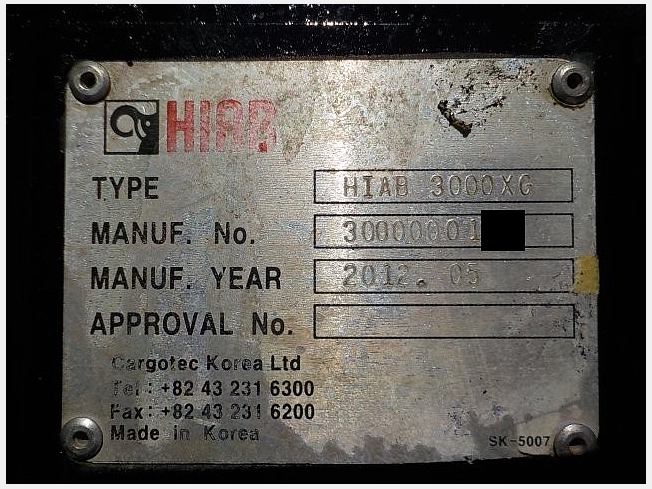 HIAB
TYPE HIAB 3000XG
MANUF. No. 30000001
MANUF. YEAR 2012. 05
APPROVAL No.
Cargotec Korea Ltd
Tel : +82 43 231 6300
Fax : +82 43 231 6200
Made in Korea
SK-5007